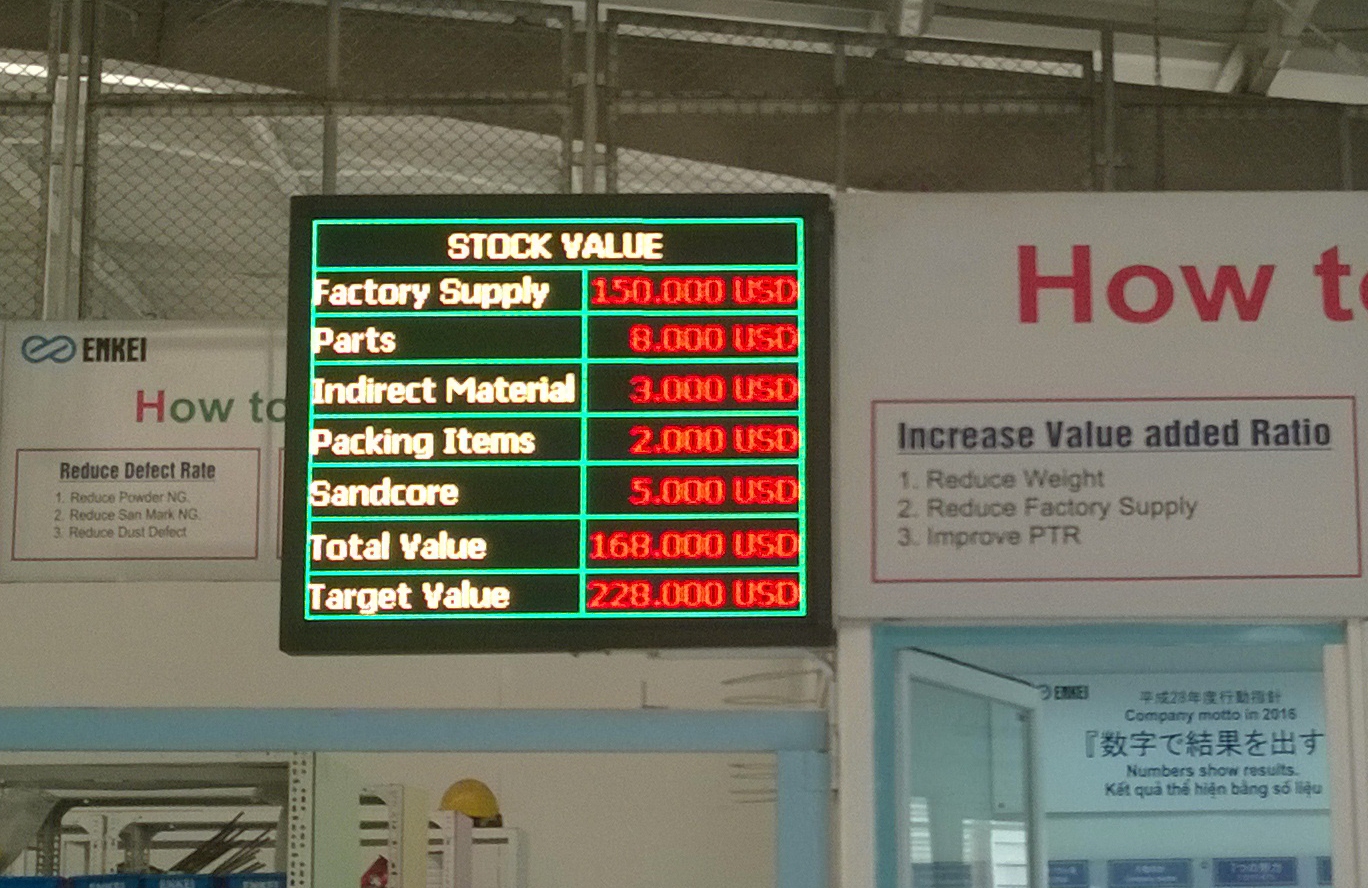 STOCK VALUE
Factory Supply 150.000 USD
Parts 8.000 USD
Indirect Material 3.000 USD
Packing Items 2.000 USD
Sandcore 5.000 USD
Total Value 168.000 USD
Target Value 228.000 USD
ENKEI
How to
Reduce Defect Rate
1. Reduce Powder NG.
2. Reduce San Mark NG.
3. Reduce Dust Defect
How t
Increase Value added Ratio
1. Reduce Weight
2. Reduce Factory Supply
3. Improve PTR
ENKEI
平成28年度行動指針
Company motto in 2016
『数字で結果を出す
Numbers show results.
Kết quả thể hiện bằng số liệu
ENKEI